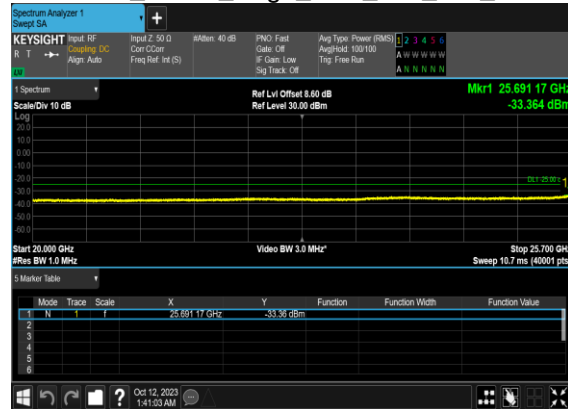 Spectrum Analyzer 1
Swept SA
+
KEYSIGHT
R T
LXI
Input: RF
Coupling: DC
Align: Auto
Input Z: 50 Ω
Corr CCorr
Freq Ref: Int (S)
#Atten: 40 dB
PNO: Fast
Gate: Off
IF Gain: Low
Sig Track: Off
Avg Type: Power (RMS)
Avg|Hold: 100/100
Trig: Free Run
1 2 3 4 5 6
A W W W W W
A N N N N N
1 Spectrum
Scale/Div 10 dB
Ref Lvl Offset 8.60 dB
Ref Level 30.00 dBm
Mkr1 25.691 17 GHz
-33.364 dBm
Log
20.0
10.0
0.00
-10.0
-20.0
-30.0
-40.0
-50.0
-60.0
DL1 -25.00
1
Start 20.000 GHz
#Res BW 1.0 MHz
Video BW 3.0 MHz*
Stop 25.700 GHz
Sweep 10.7 ms (40001 pts
5 Marker Table
Mode Trace Scale X Y Function Function Width Function Value
1 N 1 f 25.691 17 GHz -33.36 dBm
2
3
4
5
6
?
Oct 12, 2023
1:41:03 AM